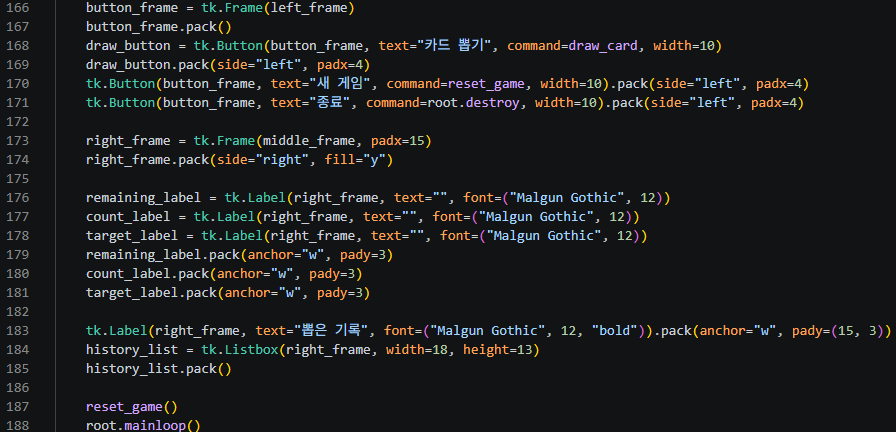 166 button_frame = tk.Frame(left_frame)
167 button_frame.pack()
168 draw_button = tk.Button(button_frame, text="카드 뽑기", command=draw_card, width=10)
169 draw_button.pack(side="left", padx=4)
170 tk.Button(button_frame, text="새 게임", command=reset_game, width=10).pack(side="left", padx=4)
171 tk.Button(button_frame, text="종료", command=root.destroy, width=10).pack(side="left", padx=4)
172
173 right_frame = tk.Frame(middle_frame, padx=15)
174 right_frame.pack(side="right", fill="y")
175
176 remaining_label = tk.Label(right_frame, text="", font=("Malgun Gothic", 12))
177 count_label = tk.Label(right_frame, text="", font=("Malgun Gothic", 12))
178 target_label = tk.Label(right_frame, text="", font=("Malgun Gothic", 12))
179 remaining_label.pack(anchor="w", pady=3)
180 count_label.pack(anchor="w", pady=3)
181 target_label.pack(anchor="w", pady=3)
182
183 tk.Label(right_frame, text="뽑은 기록", font=("Malgun Gothic", 12, "bold")).pack(anchor="w", pady=(15, 3))
184 history_list = tk.Listbox(right_frame, width=18, height=13)
185 history_list.pack()
186
187 reset_game()
188 root.mainloop()